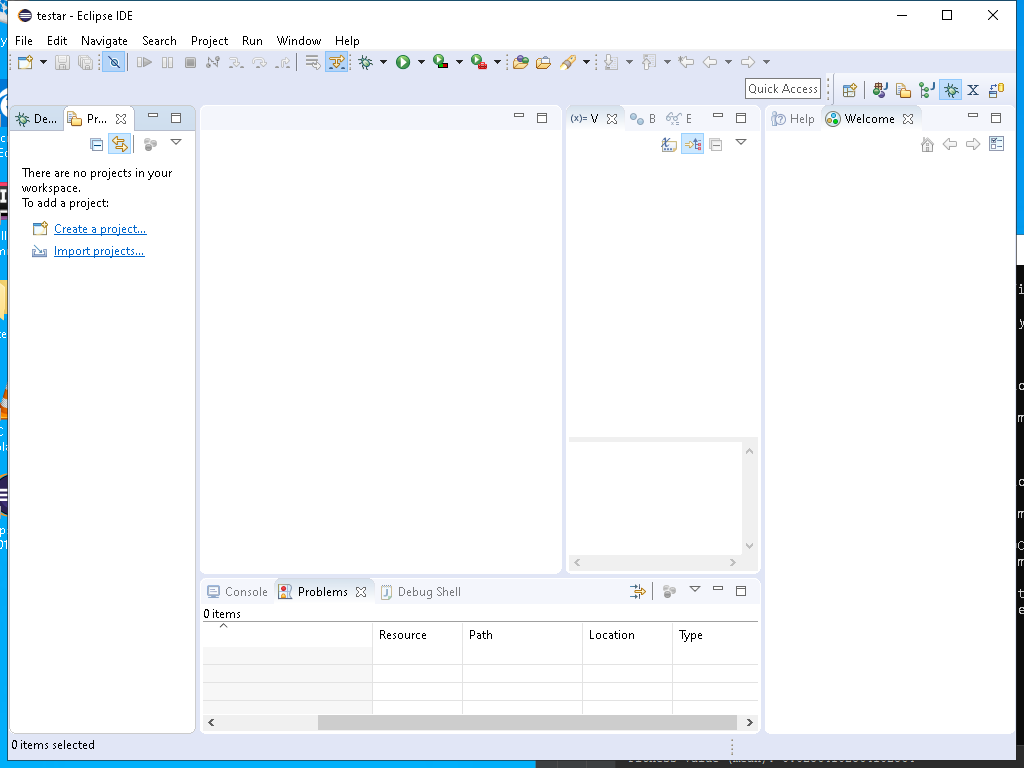 testar - Eclipse IDE
File Edit Navigate Search Project Run Window Help
Quick Access
De... Pr...
(x)= V B E
Help Welcome
There are no projects in your
workspace.
To add a project:
Create a project...
Import projects...
Console Problems Debug Shell
0 items
Resource Path Location Type
0 items selected